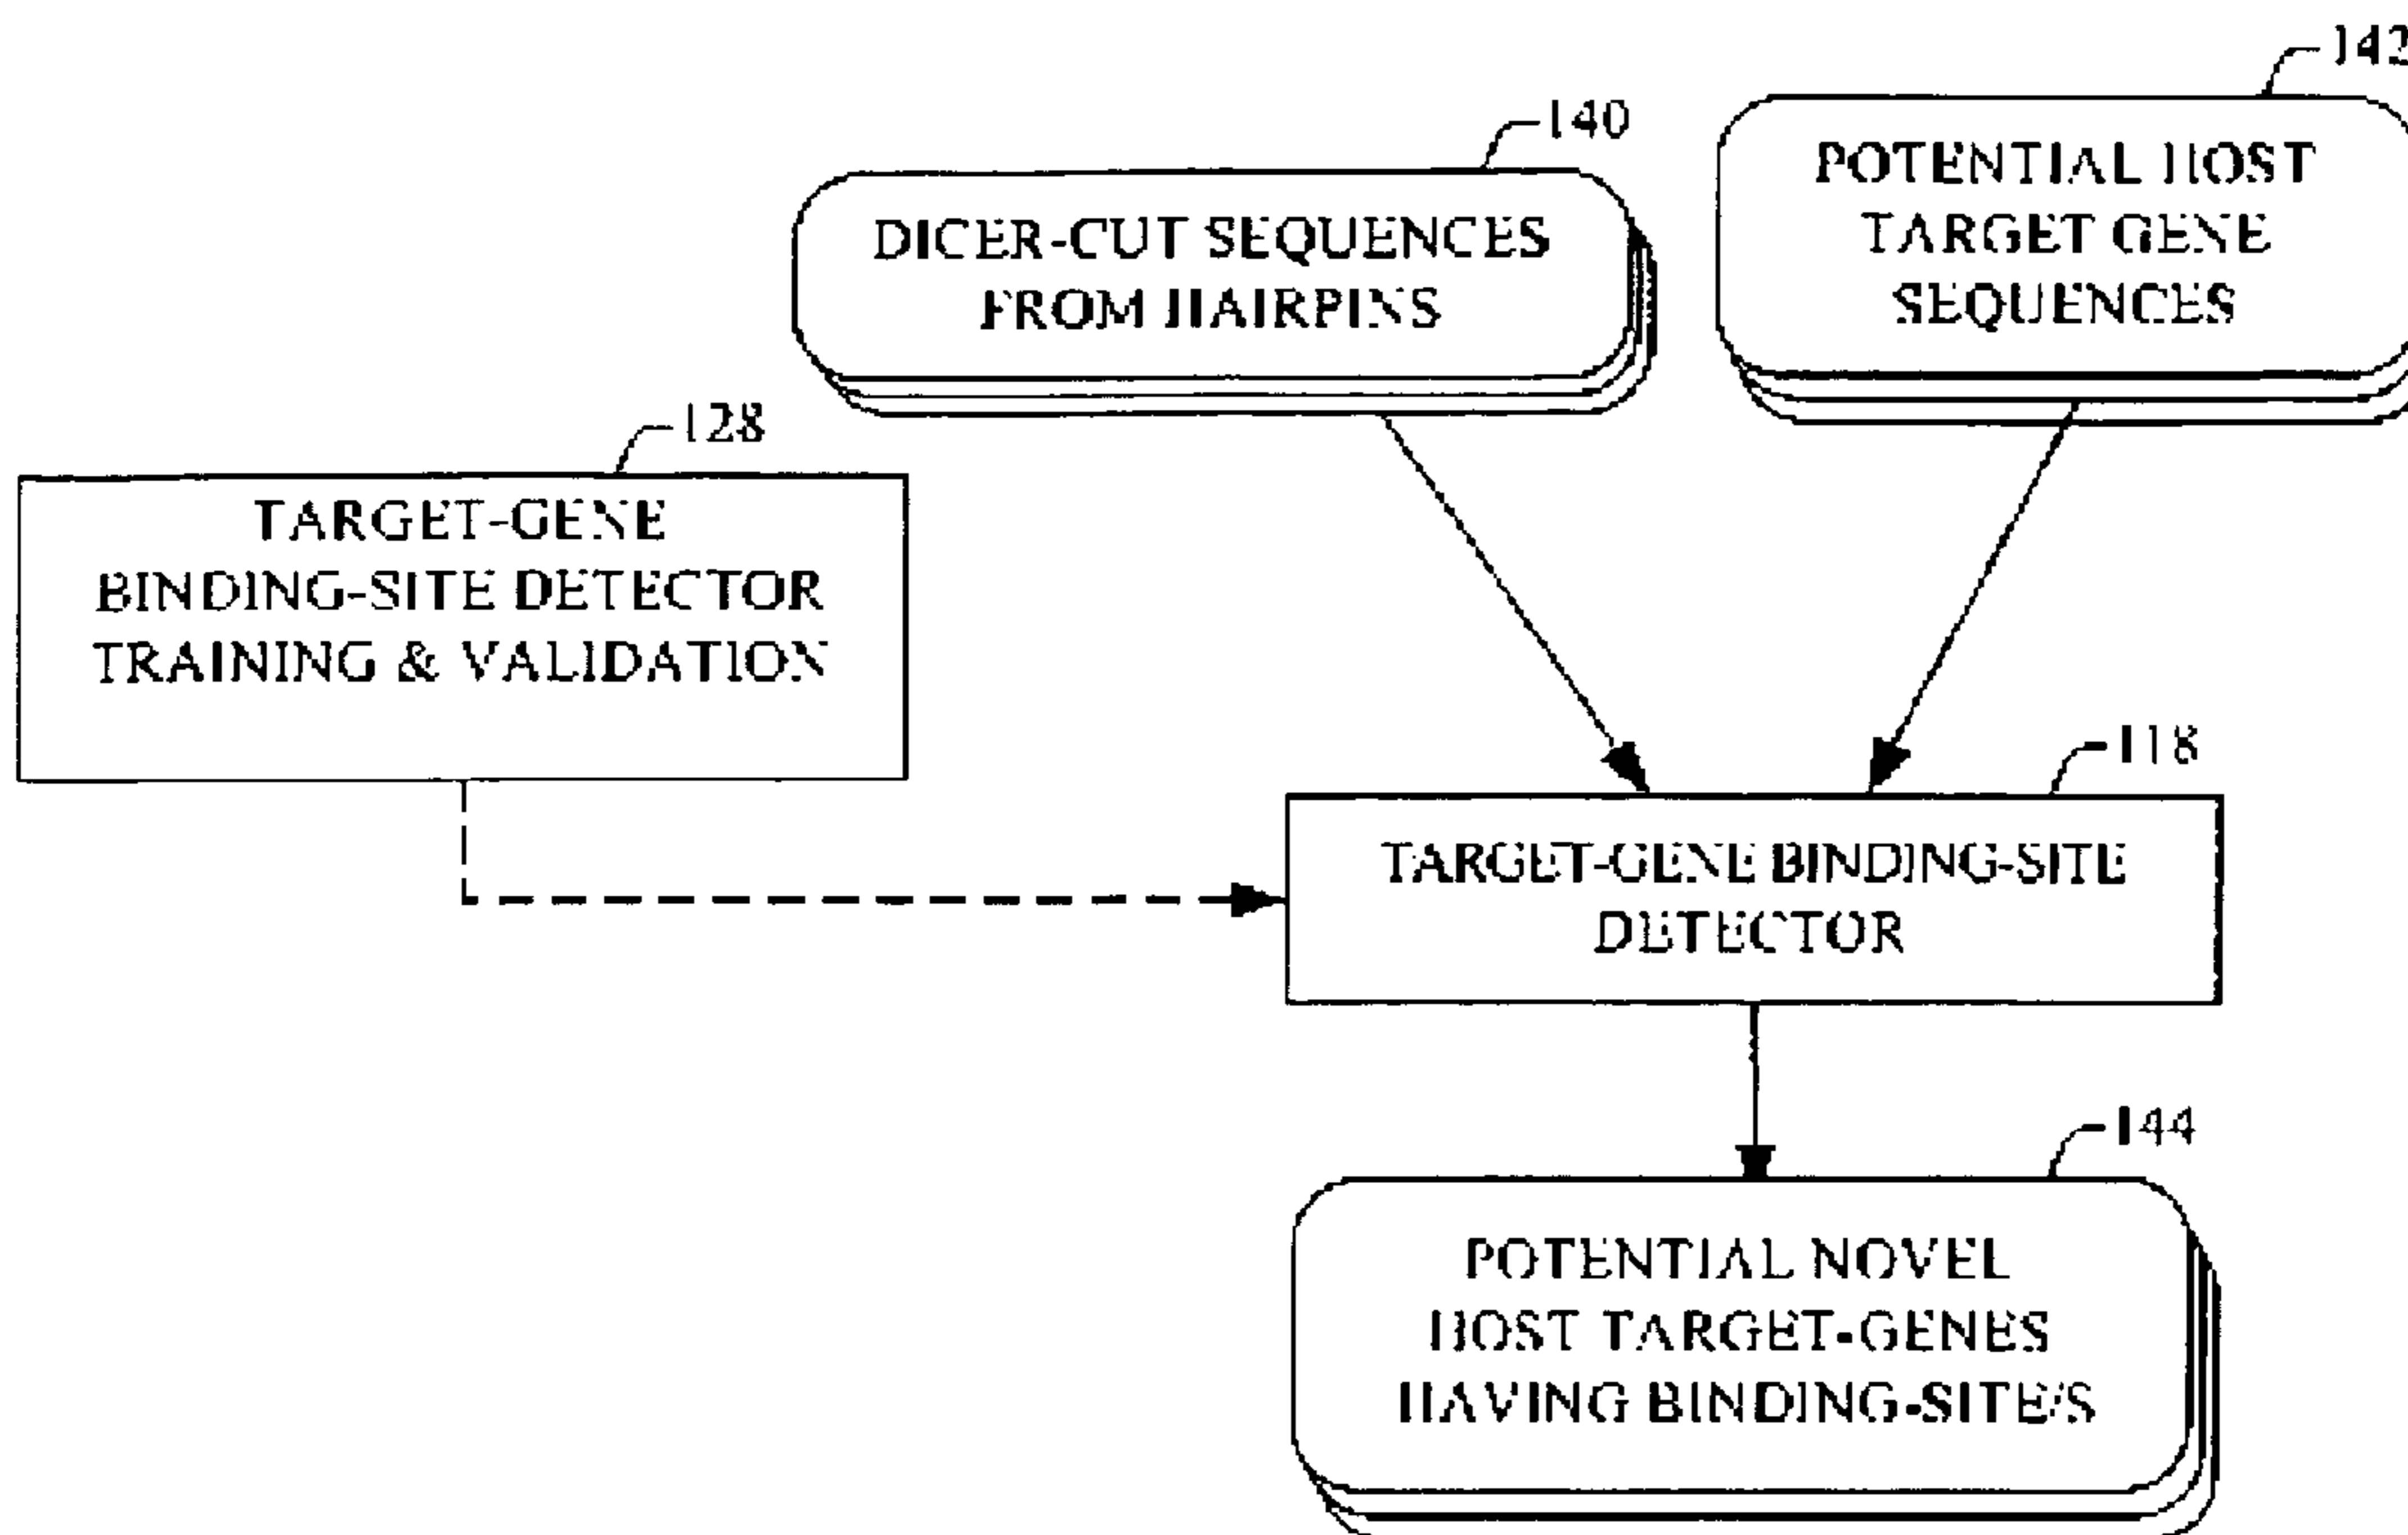 142
140
POTENTIAL HOST
TARGET GENE
SEQUENCES
DICER-CUT SEQUENCES
FROM HAIRPINS
128
TARGET-GENE
BINDING-SITE DETECTOR
TRAINING & VALIDATION
118
TARGET-GENE BINDING-SITE
DETECTOR
144
POTENTIAL NOVEL
HOST TARGET-GENES
HAVING BINDING-SITE/S